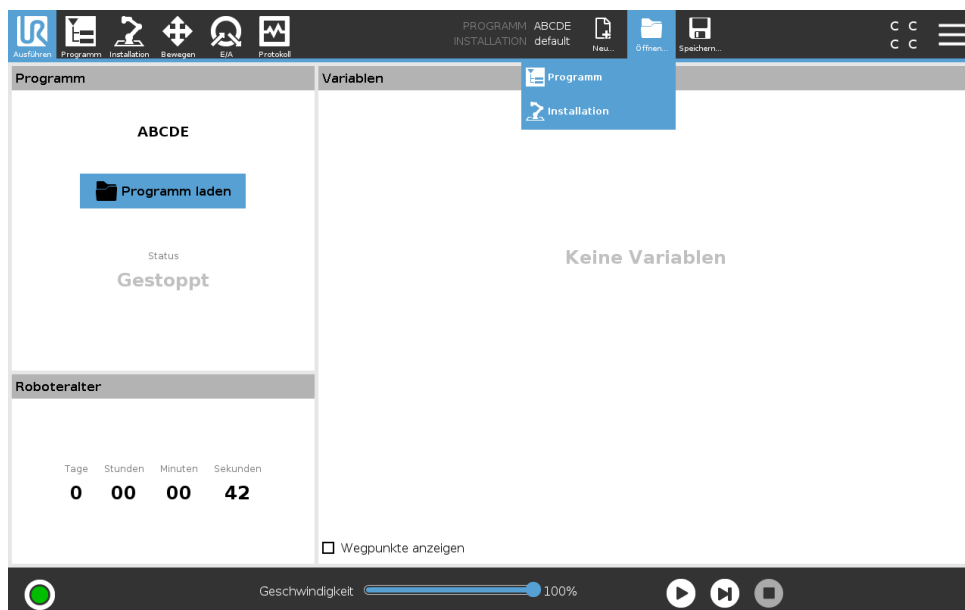 UR
Ausführen Programm Installation Bewegen E/A Protokoll
PROGRAMM ABCDE
INSTALLATION default
Neu... Öffnen... Speichern...
C C
C C
Programm
Installation
Programm
ABCDE
Programm laden
Status
Gestoppt
Roboteralter
Tage Stunden Minuten Sekunden
0 00 00 42
Variablen
Keine Variablen
Wegpunkte anzeigen
Geschwindigkeit 100%